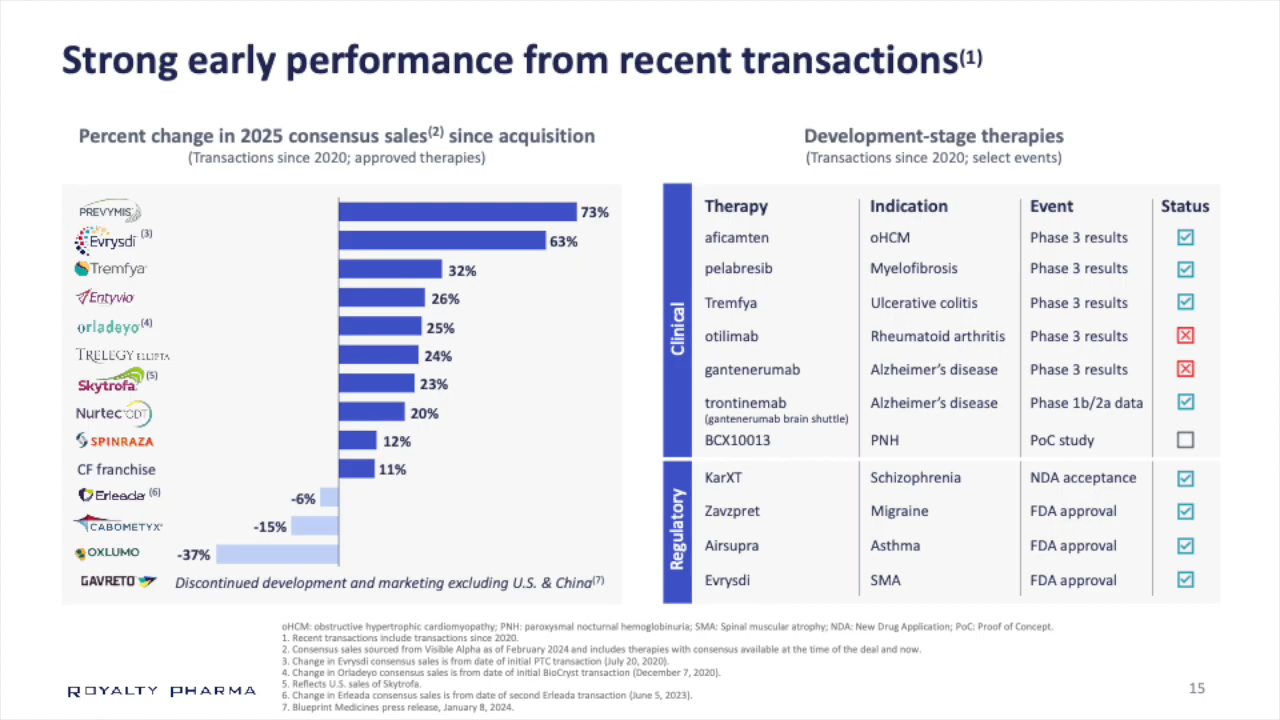 Strong early performance from recent transactions(1)
Percent change in 2025 consensus sales(2) since acquisition
(Transactions since 2020; approved therapies)
PREVYMIS 73%
Evrysdi (3) 63%
Tremfya 32%
Entyvio 26%
orladeyo (4) 25%
TRELEGY ELLIPTA 24%
Skytrofa (5) 23%
Nurtec ODT 20%
SPINRAZA 12%
CF franchise 11%
Erleada (6) -6%
CABOMETYX -15%
OXLUMO -37%
GAVRETO Discontinued development and marketing excluding U.S. & China(7)
Development-stage therapies
(Transactions since 2020; select events)
Clinical
Therapy Indication Event Status
aficamten oHCM Phase 3 results
pelabresib Myelofibrosis Phase 3 results
Tremfya Ulcerative colitis Phase 3 results
otilimab Rheumatoid arthritis Phase 3 results
gantenerumab Alzheimer's disease Phase 3 results
trontinemab Alzheimer's disease Phase 1b/2a data
(gantenerumab brain shuttle)
BCX10013 PNH PoC study
Regulatory
KarXT Schizophrenia NDA acceptance
Zavzpret Migraine FDA approval
Airsupra Asthma FDA approval
Evrysdi SMA FDA approval
oHCM: obstructive hypertrophic cardiomyopathy; PNH: paroxysmal nocturnal hemoglobinuria; SMA: Spinal muscular atrophy; NDA: New Drug Application; PoC: Proof of Concept.
1. Recent transactions include transactions since 2020.
2. Consensus sales sourced from Visible Alpha as of February 2024 and includes therapies with consensus available at the time of the deal and now.
3. Change in Evrysdi consensus sales is from date of initial PTC transaction (July 20, 2020).
4. Change in Orladeyo consensus sales is from date of initial BioCryst transaction (December 7, 2020).
5. Reflects U.S. sales of Skytrofa.
6. Change in Erleada consensus sales is from date of second Erleada transaction (June 5, 2023).
7. Blueprint Medicines press release, January 8, 2024.
ROYALTY PHARMA
15